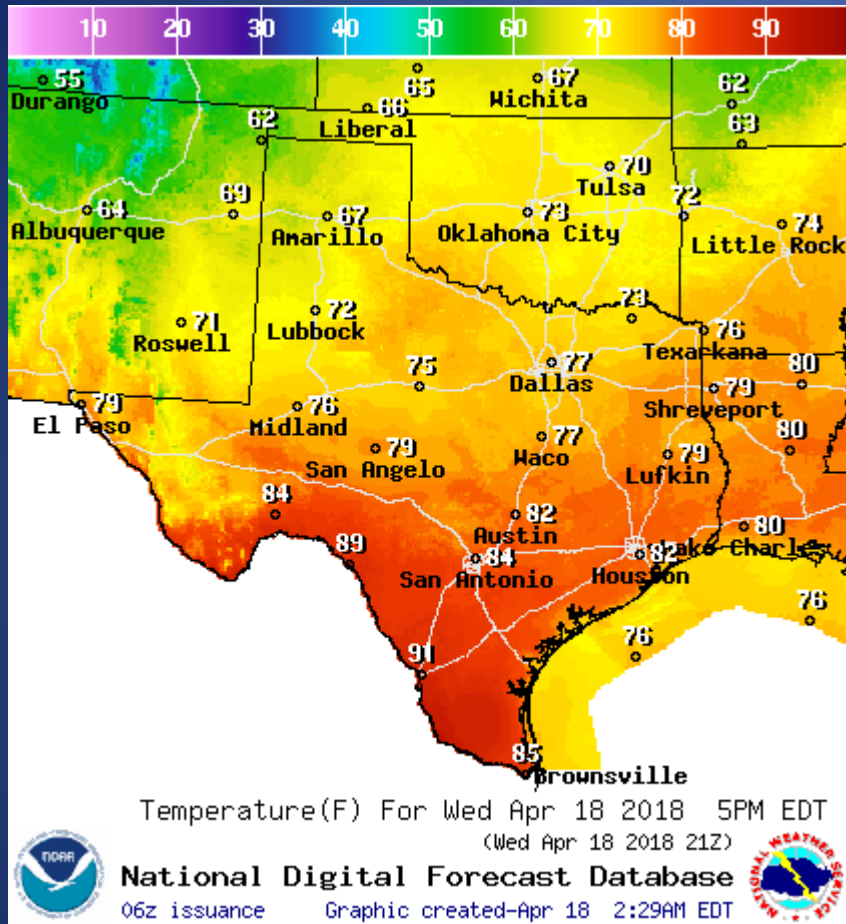 10 20 30 40 50 60 70 80 90
55
Durango
65
67
Wichita
62
66
Liberal
62
63
70
Tulsa
64
Albuquerque
69
67
Amarillo
73
Oklahoma City
72
74
Little Rock
71
Roswell
72
Lubbock
73
76
Texarkana
75
77
Dallas
79
Shreveport
80
79
El Paso
76
Midland
79
San Angelo
77
Waco
79
Lufkin
80
84
82
Austin
80
Lake Charles
89
84
San Antonio
82
Houston
76
76
91
85
Brownsville
Temperature(F) For Wed Apr 18 2018 5PM EDT
(Wed Apr 18 2018 21Z)
NOAA
National Digital Forecast Database
06z issuance Graphic created-Apr 18 2:29AM EDT
NATIONAL WEATHER SERVICE